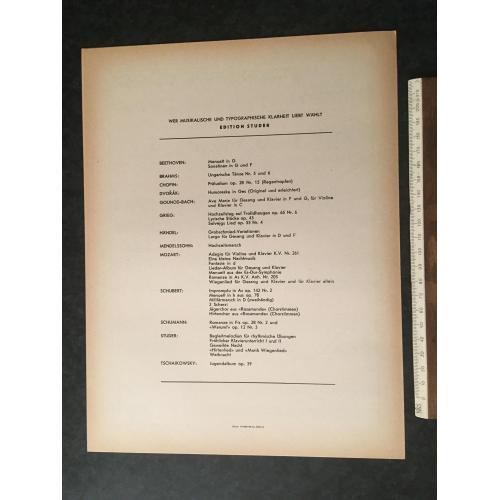 WER MUSIKALISCHE UND TYPOGRAPHISCHE KLARHEIT LIEBT WÄHLT
EDITION STUDER
BEETHOVEN: Menuett in G
Sonatinen in G und F
BRAHMS: Ungarische Tänze Nr. 5 und 6
CHOPIN: Präludium op. 28 Nr. 15 (Regentropfen)
DVOŘÁK: Humoreske in Ges (Original und erleichtert)
GOUNOD-BACH: Ave Maria für Gesang und Klavier in F und G, für Violine
und Klavier in C
GRIEG: Hochzeitstag auf Troldhaugen op. 65 Nr. 6
Lyrische Stücke op. 43
Solvejgs Lied op. 55 Nr. 4
HÄNDEL: Grobschmied-Variationen
Largo für Gesang und Klavier in D und F
MENDELSSOHN: Hochzeitsmarsch
MOZART: Adagio für Violine und Klavier K.V. Nr. 261
Eine kleine Nachtmusik
Fantasie in d
Lieder-Album für Gesang und Klavier
Menuett aus der Es-Dur-Symphonie
Romanze in As K.V. Anh. Nr. 205
Wiegenlied für Gesang und Klavier und für Klavier allein
SCHUBERT: Impromptu in As op. 142 Nr. 2
Menuett in h aus op. 78
Militärmarsch in D (zweihändig)
2 Scherzi
Jägerchor aus «Rosamunde» (Chorstimmen)
Hirtenchor aus «Rosamunde» (Chorstimmen)
SCHUMANN: Romanze in Fis op. 28 Nr. 2 und
«Warum?» op. 12 Nr. 3
STUDER: Begleitmelodien für rhythmische Übungen
Fröhlicher Klavierunterricht I und II
Geweihte Nacht
«Hirtenlied» und «Mariä Wiegenlied»
Weihnacht
TSCHAIKOWSKY: Jugendalbum op. 39